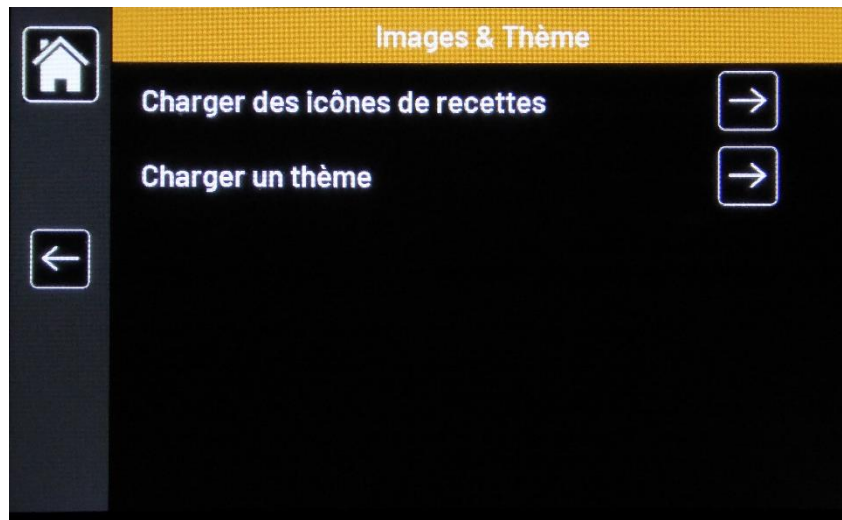 Images & Thème
Charger des icônes de recettes
Charger un thème